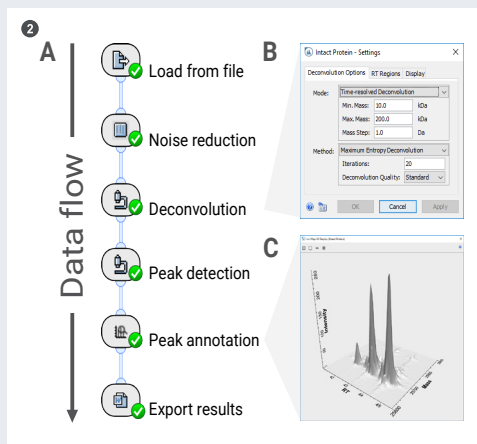 2
A
Data flow
Load from file
Noise reduction
Deconvolution
Peak detection
Peak annotation
Export results
B
Intact Protein - Settings
Deconvolution Options RT Regions Display
Mode: Time-resolved Deconvolution
Min. Mass: 10.0 kDa
Max. Mass: 200.0 kDa
Mass Step: 1.0 Da
Method: Maximum Entropy Deconvolution
Iterations: 20
Deconvolution Quality: Standard
OK Cancel Apply
C
Intensity
RT
Mass